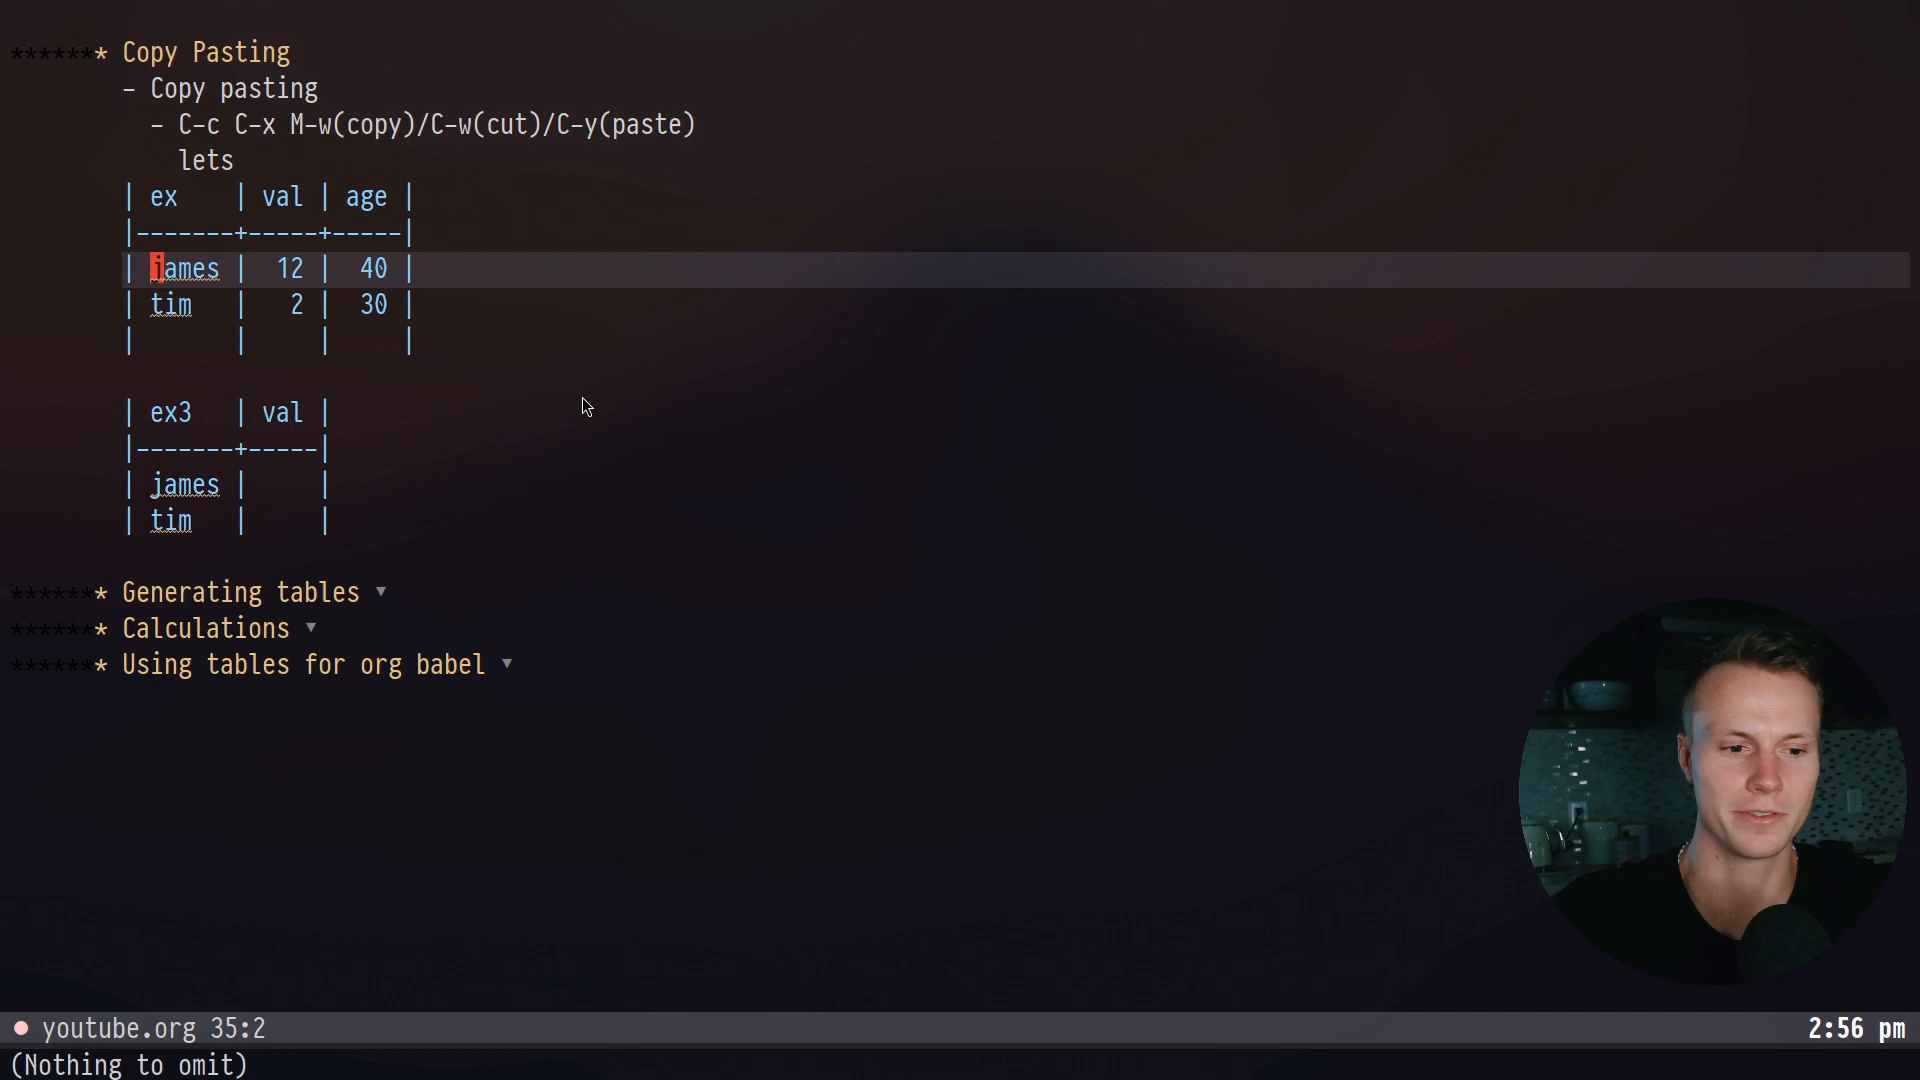 ******* Copy Pasting
– Copy pasting
– C–c C–x M–w(copy)/C–w(cut)/C–y(paste)
lets
| ex    | val | age |
|-------+-----+-----|
| james |  12 |  40 |
| tim   |   2 |  30 |
|       |     |     |
| ex3   | val |
|-------+-----|
| james |     |
| tim   |     |
******* Generating tables ▾
******* Calculations ▾
******* Using tables for org babel ▾
youtube.org 35:2 2:56 pm
(Nothing to omit)